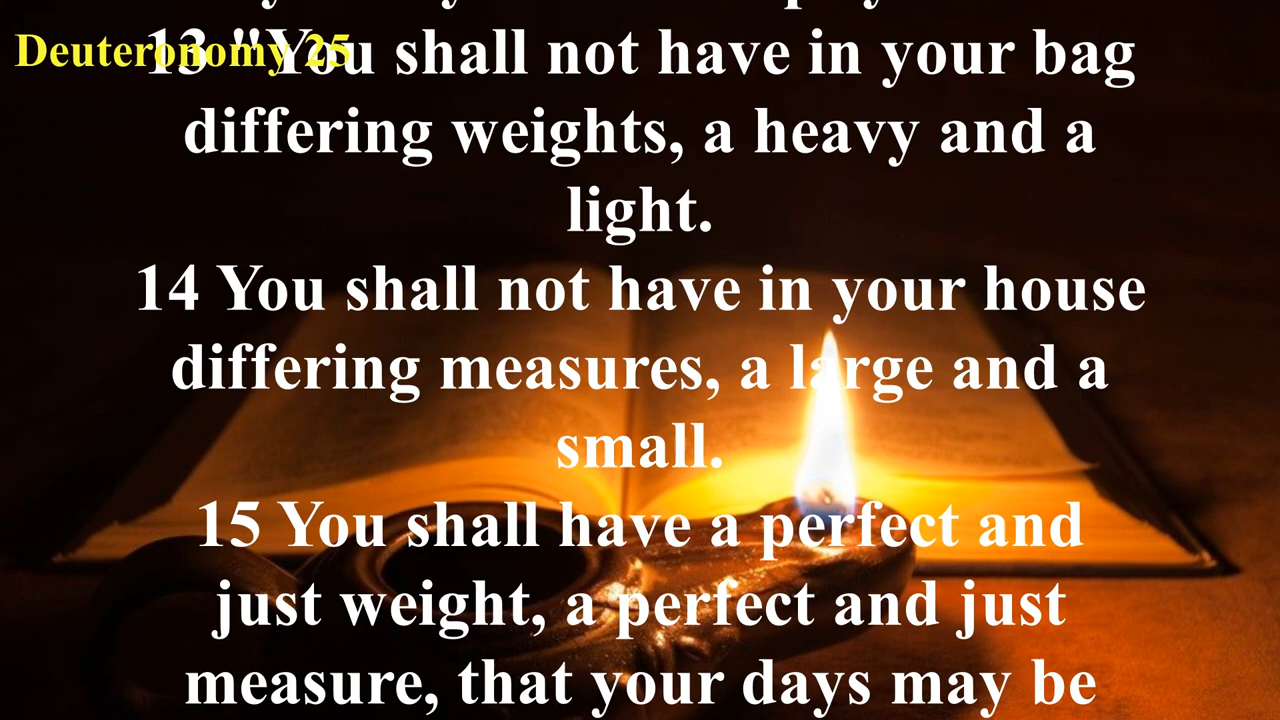 Deuteronomy 25
13 "You shall not have in your bag
differing weights, a heavy and a
light.
14 You shall not have in your house
differing measures, a large and a
small.
15 You shall have a perfect and
just weight, a perfect and just
measure, that your days may be